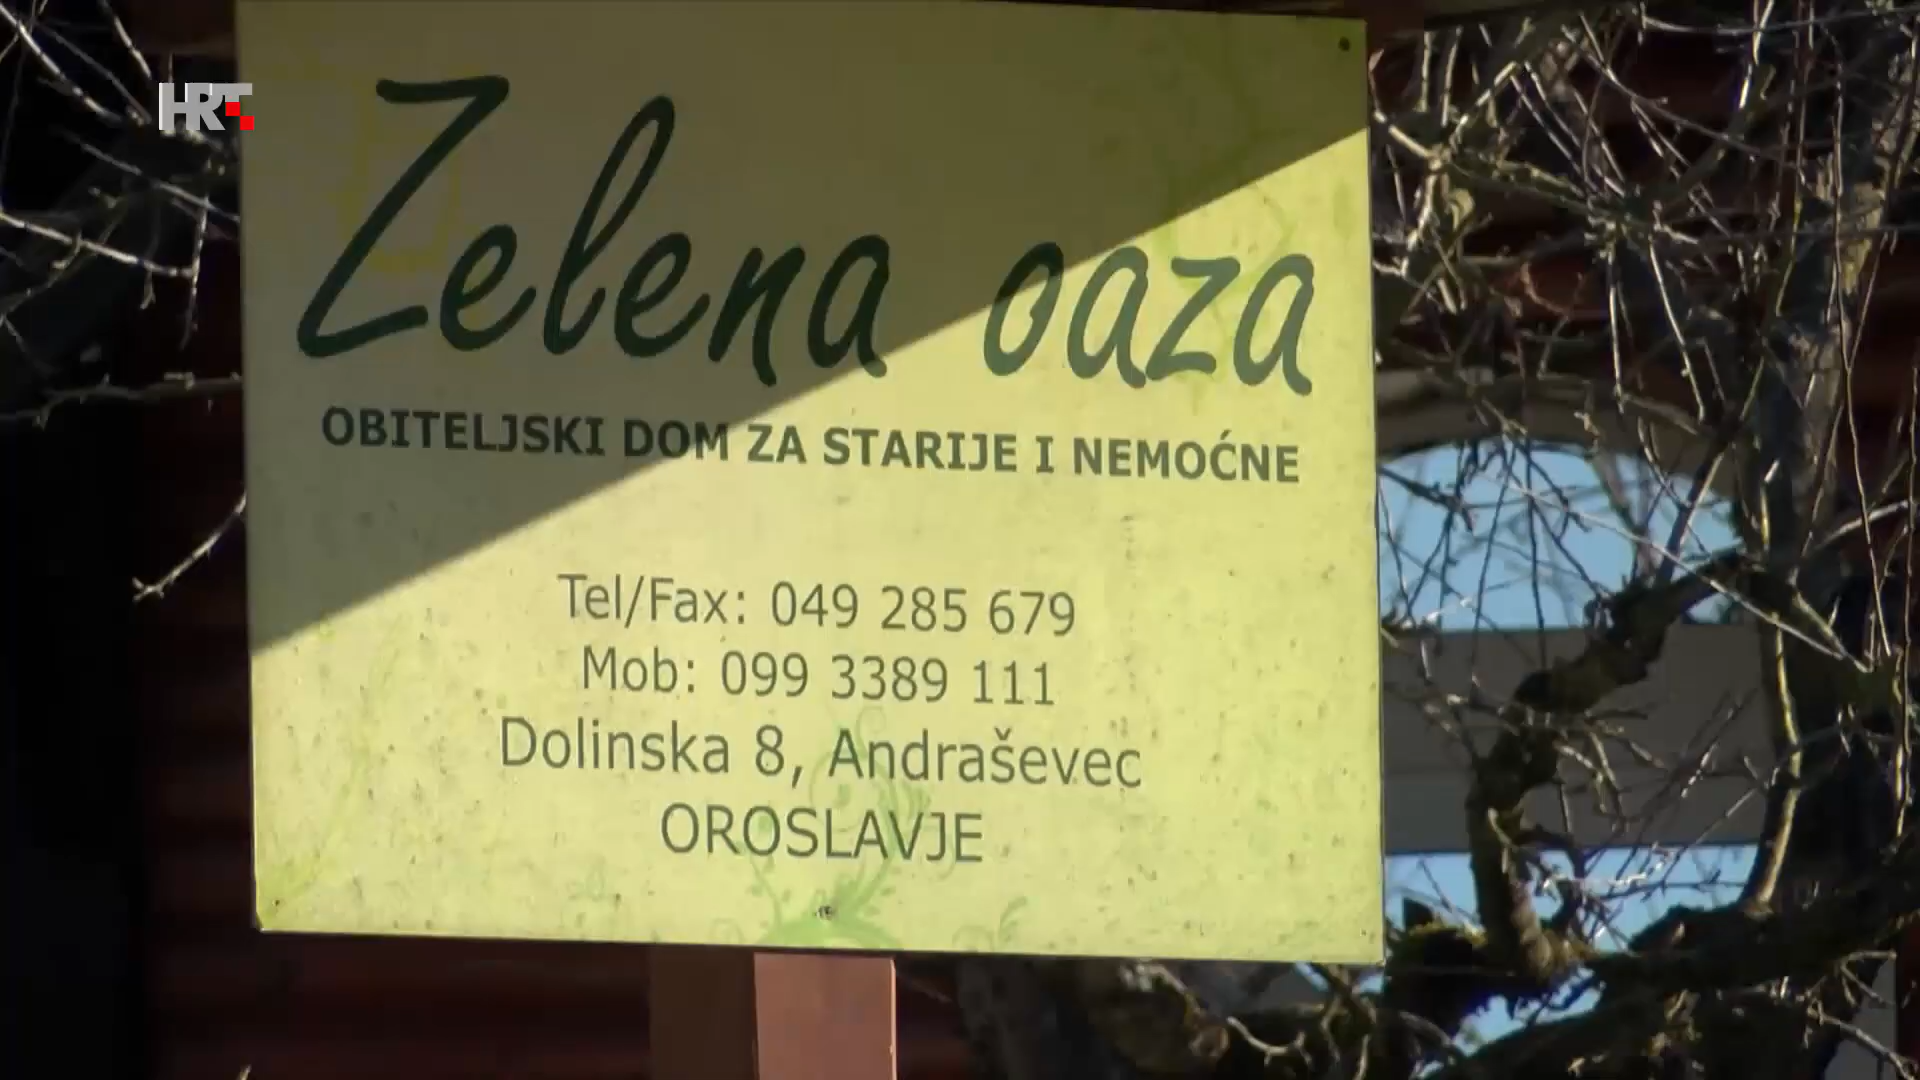 HRT
Zelena oaza
OBITELJSKI DOM ZA STARIJE I NEMOĆNE
Tel/Fax: 049 285 679
Mob: 099 3389 111
Dolinska 8, Andraševec
OROSLAVJE